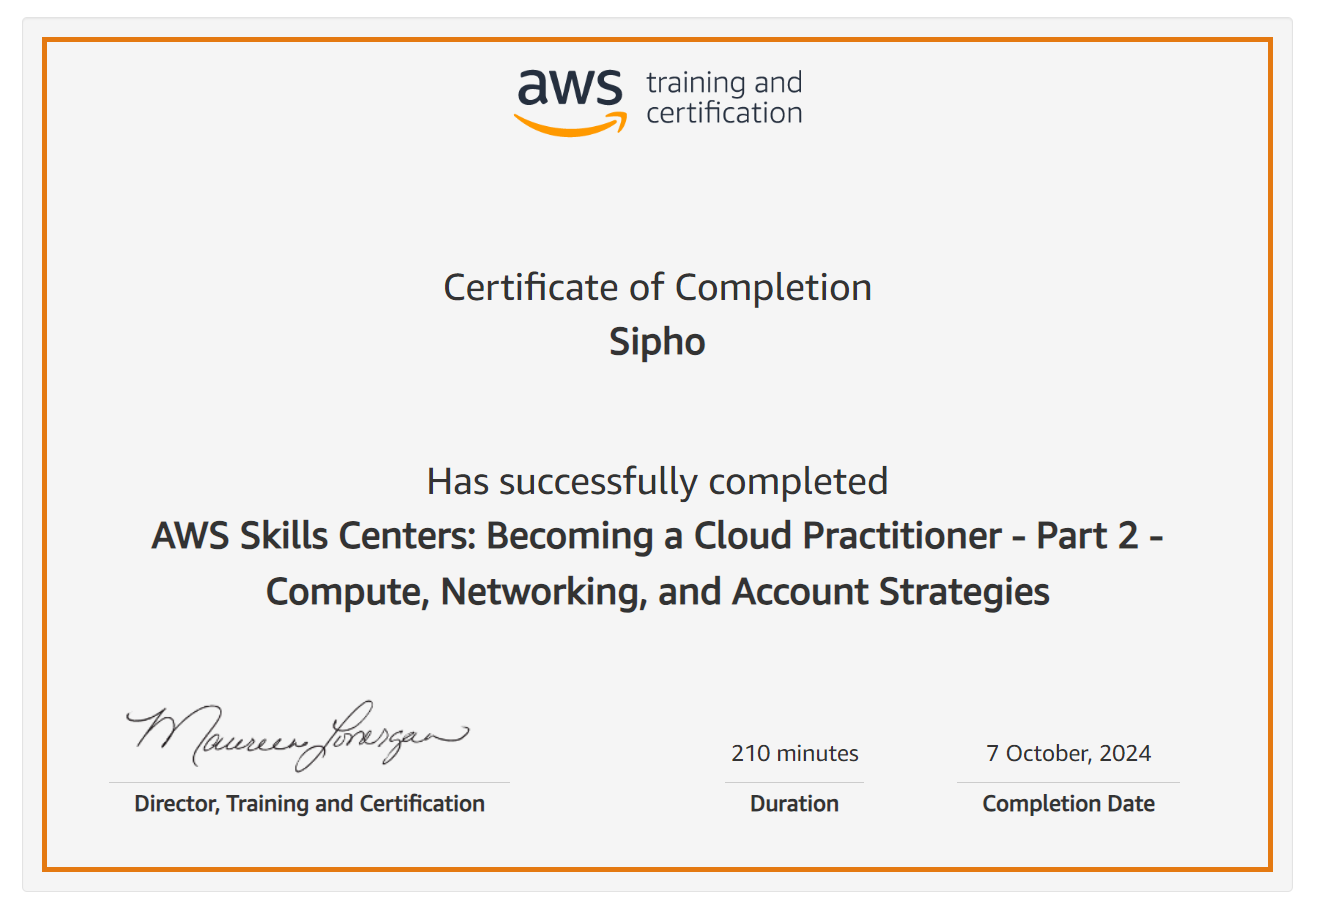 aws training and
certification
Certificate of Completion
Sipho
Has successfully completed
AWS Skills Centers: Becoming a Cloud Practitioner - Part 2 -
Compute, Networking, and Account Strategies
Maureen Lonergan
210 minutes
7 October, 2024
Director, Training and Certification
Duration
Completion Date